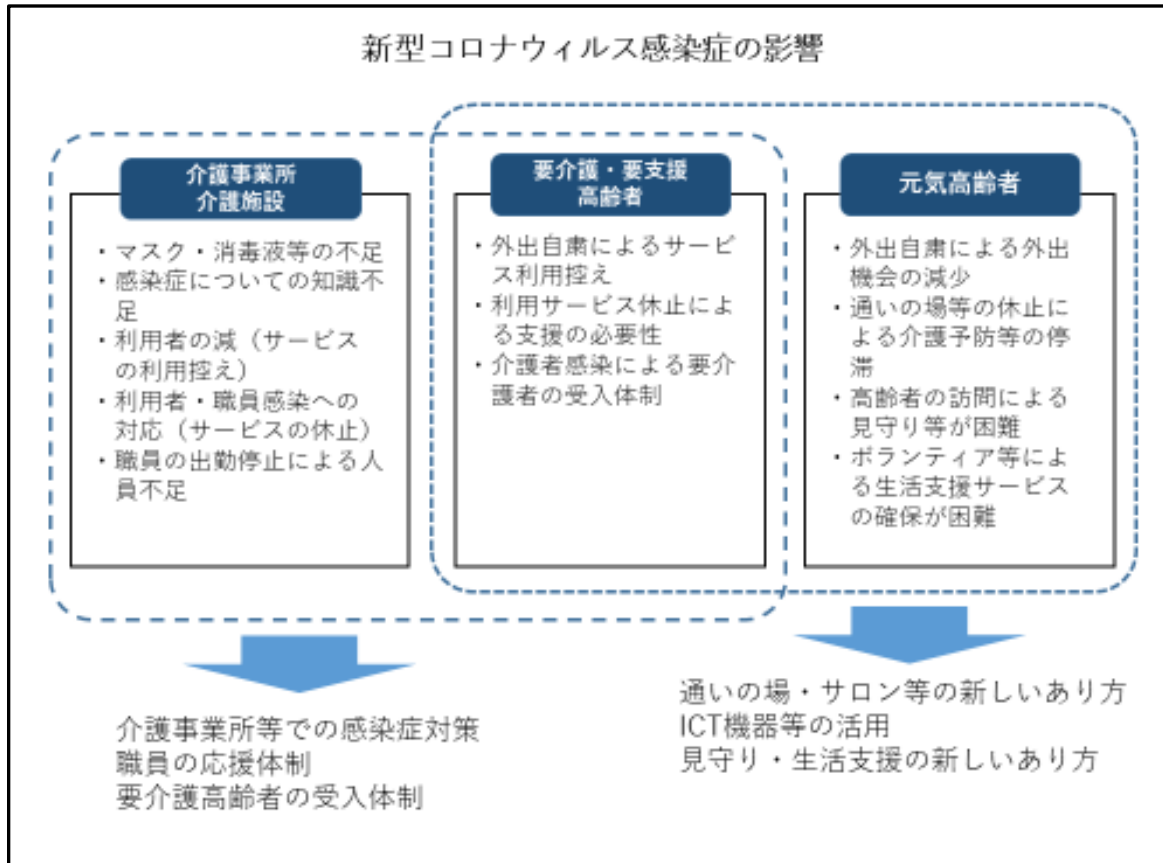 新型コロナウィルス感染症の影響
介護事業所
介護施設
・マスク・消毒液等の不足
・感染症についての知識不
足
・利用者の減（サービス
の利用控え）
・利用者・職員感染への
対応（サービスの休止）
・職員の出勤停止による人
員不足
要介護・要支援
高齢者
・外出自粛によるサービ
ス利用控え
・利用サービス休止によ
る支援の必要性
・介護者感染による要介
護者の受入体制
元気高齢者
・外出自粛による外出
機会の減少
・通いの場等の休止に
よる介護予防等の停
滞
・高齢者の訪問による
見守り等が困難
・ボランティア等によ
る生活支援サービス
の確保が困難
介護事業所等での感染症対策
職員の応援体制
要介護高齢者の受入体制
通いの場・サロン等の新しいあり方
ICT機器等の活用
見守り・生活支援の新しいあり方